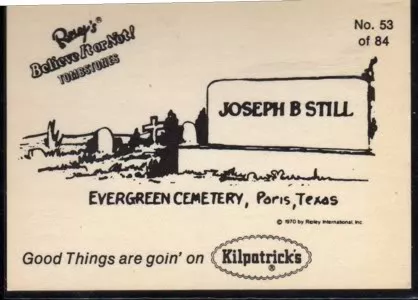 Ripley's®
Believe It or Not!
TOMBSTONES
No. 53
of 84
JOSEPH B STILL
EVERGREEN CEMETERY, Paris, Texas
© 1970 by Ripley International Inc
Good Things are goin' on Kilpatrick's®